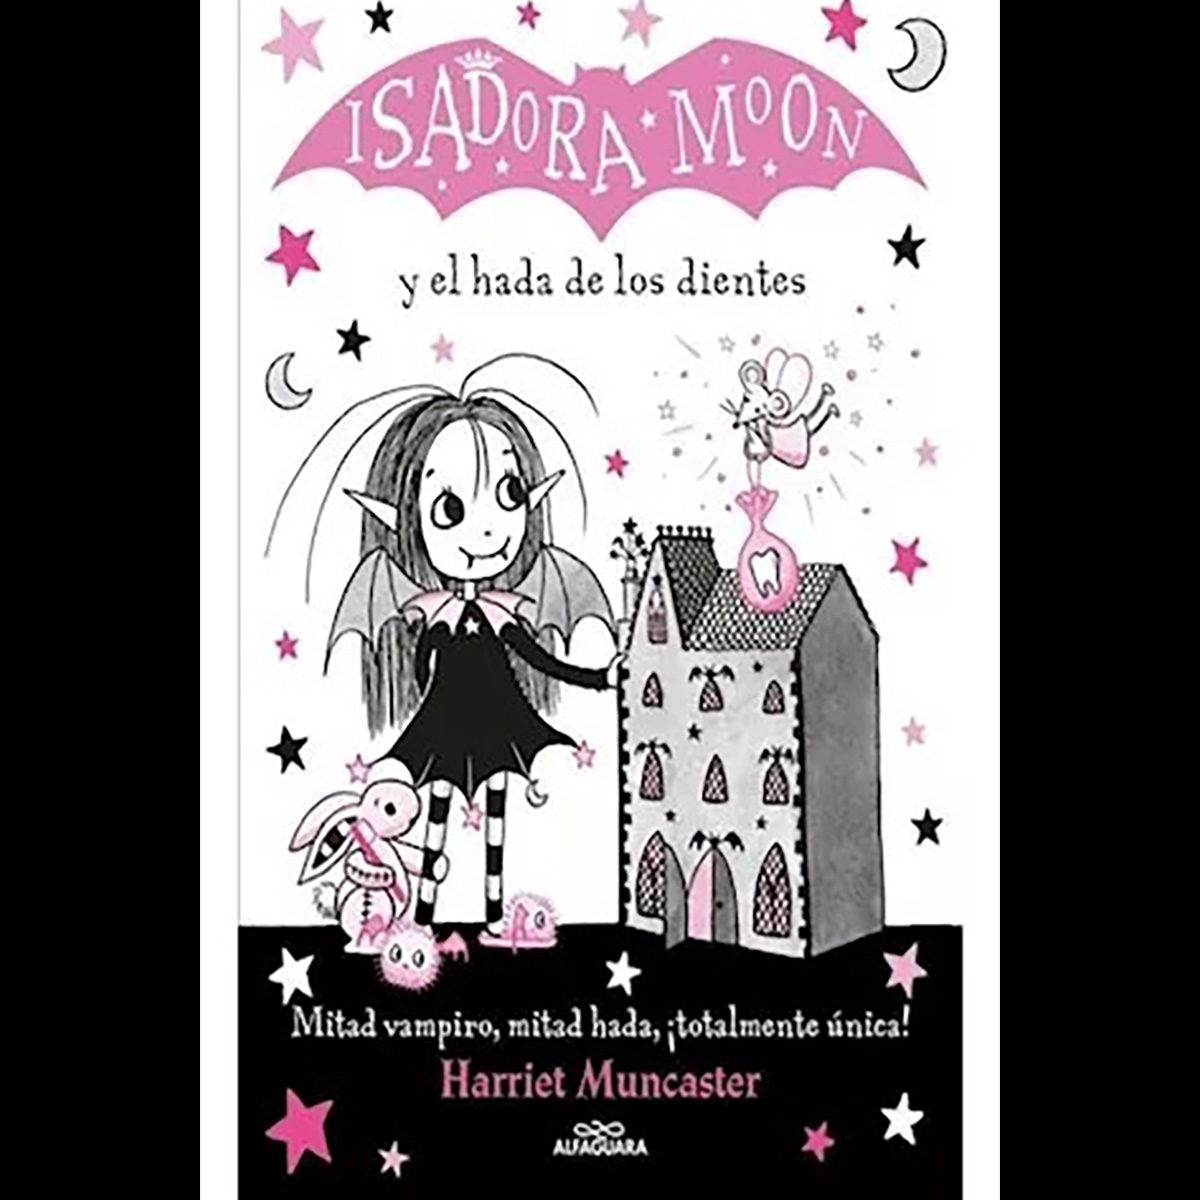 ISADORA MOON
y el hada de los dientes
Mitad vampiro, mitad hada, ¡totalmente única!
Harriet Muncaster
ALFAGUARA